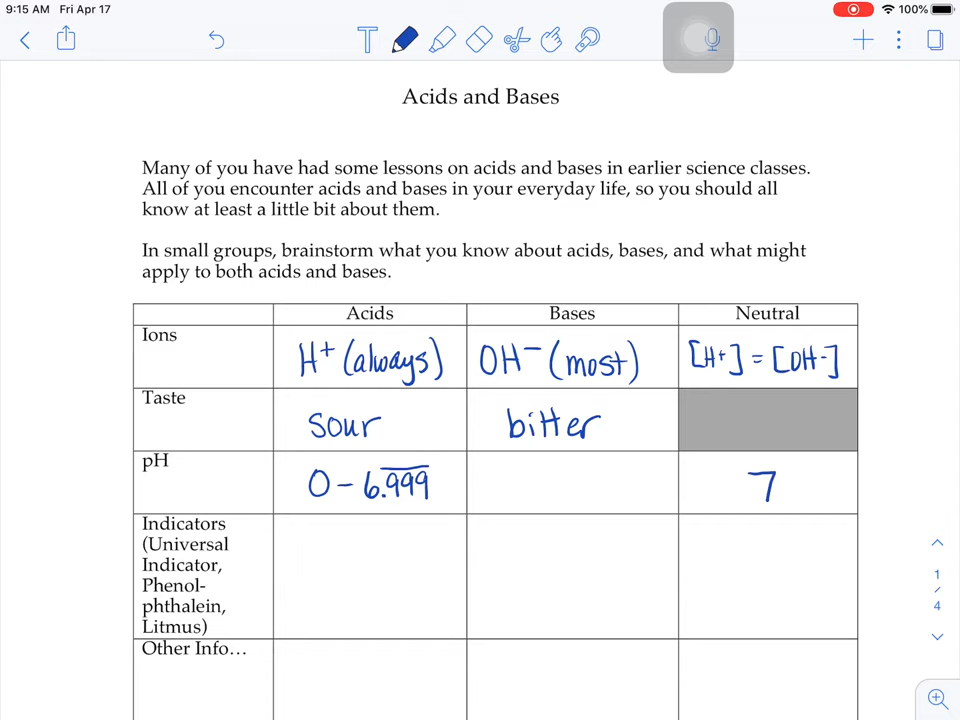 9:15 AM Fri Apr 17
100%
T
Acids and Bases
Many of you have had some lessons on acids and bases in earlier science classes.
All of you encounter acids and bases in your everyday life, so you should all
know at least a little bit about them.
In small groups, brainstorm what you know about acids, bases, and what might
apply to both acids and bases.
Acids Bases Neutral
Ions H⁺ (always) OH⁻ (most) [H+] = [OH-]
Taste sour bitter
pH 0 - 6.9̅9̅9̅ 7
Indicators
(Universal
Indicator,
Phenol-
phthalein,
Litmus)
Other Info…
1
/
4